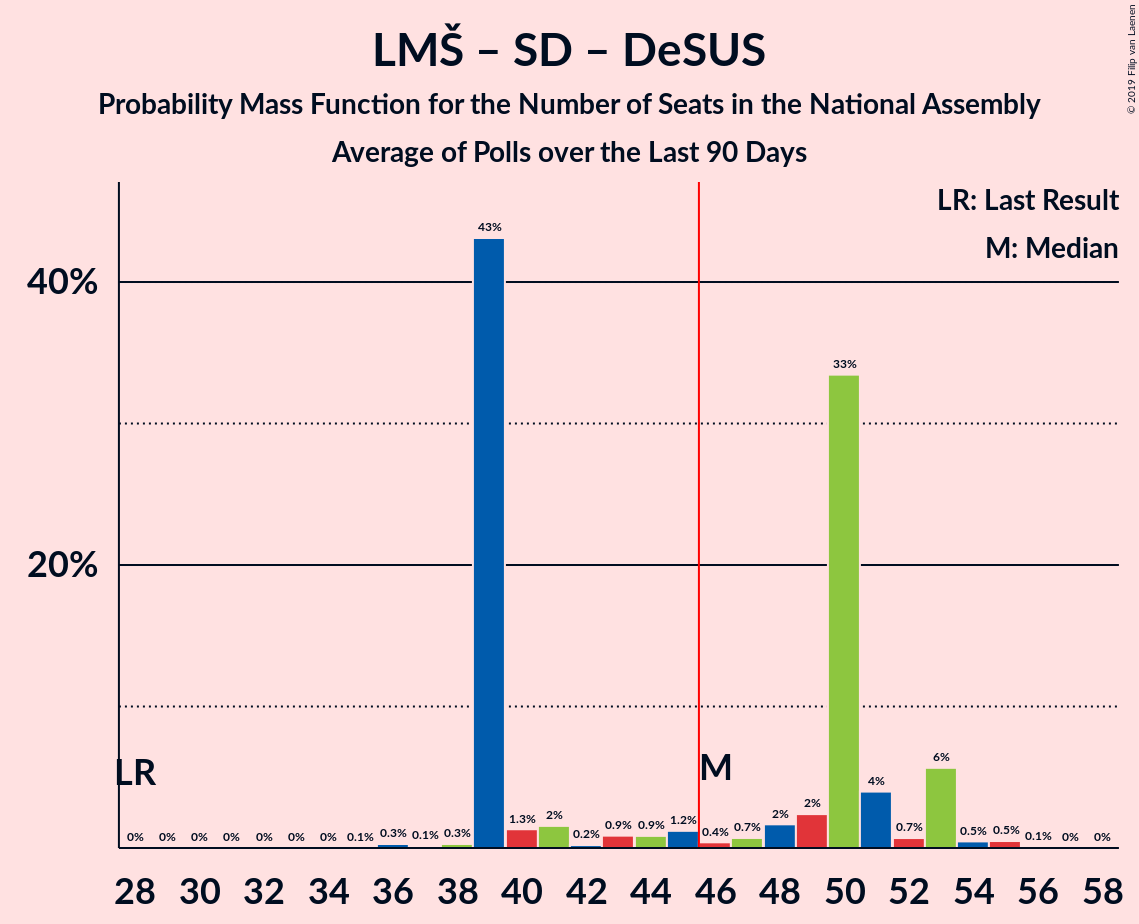 LMŠ – SD – DeSUS
Probability Mass Function for the Number of Seats in the National Assembly
Average of Polls over the Last 90 Days
© 2019 Filip van Laenen
LR: Last Result
M: Median
40%
20%
43%
33%
6%
4%
LR
M
0% 0% 0% 0% 0% 0% 0% 0.1% 0.3% 0.1% 0.3% 1.3% 2% 0.2% 0.9% 0.9% 1.2% 0.4% 0.7% 2% 2% 0.7% 0.5% 0.5% 0.1% 0% 0%
28 30 32 34 36 38 40 42 44 46 48 50 52 54 56 58